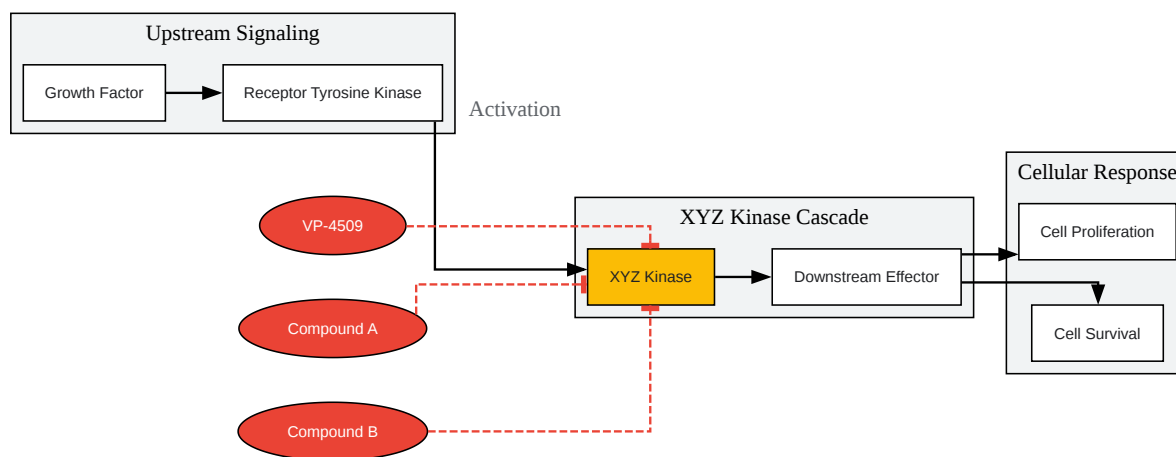 Upstream Signaling
Growth Factor
Receptor Tyrosine Kinase
Activation
Cellular Response
Cell Proliferation
Cell Survival
XYZ Kinase Cascade
XYZ Kinase
Downstream Effector
VP-4509
Compound A
Compound B